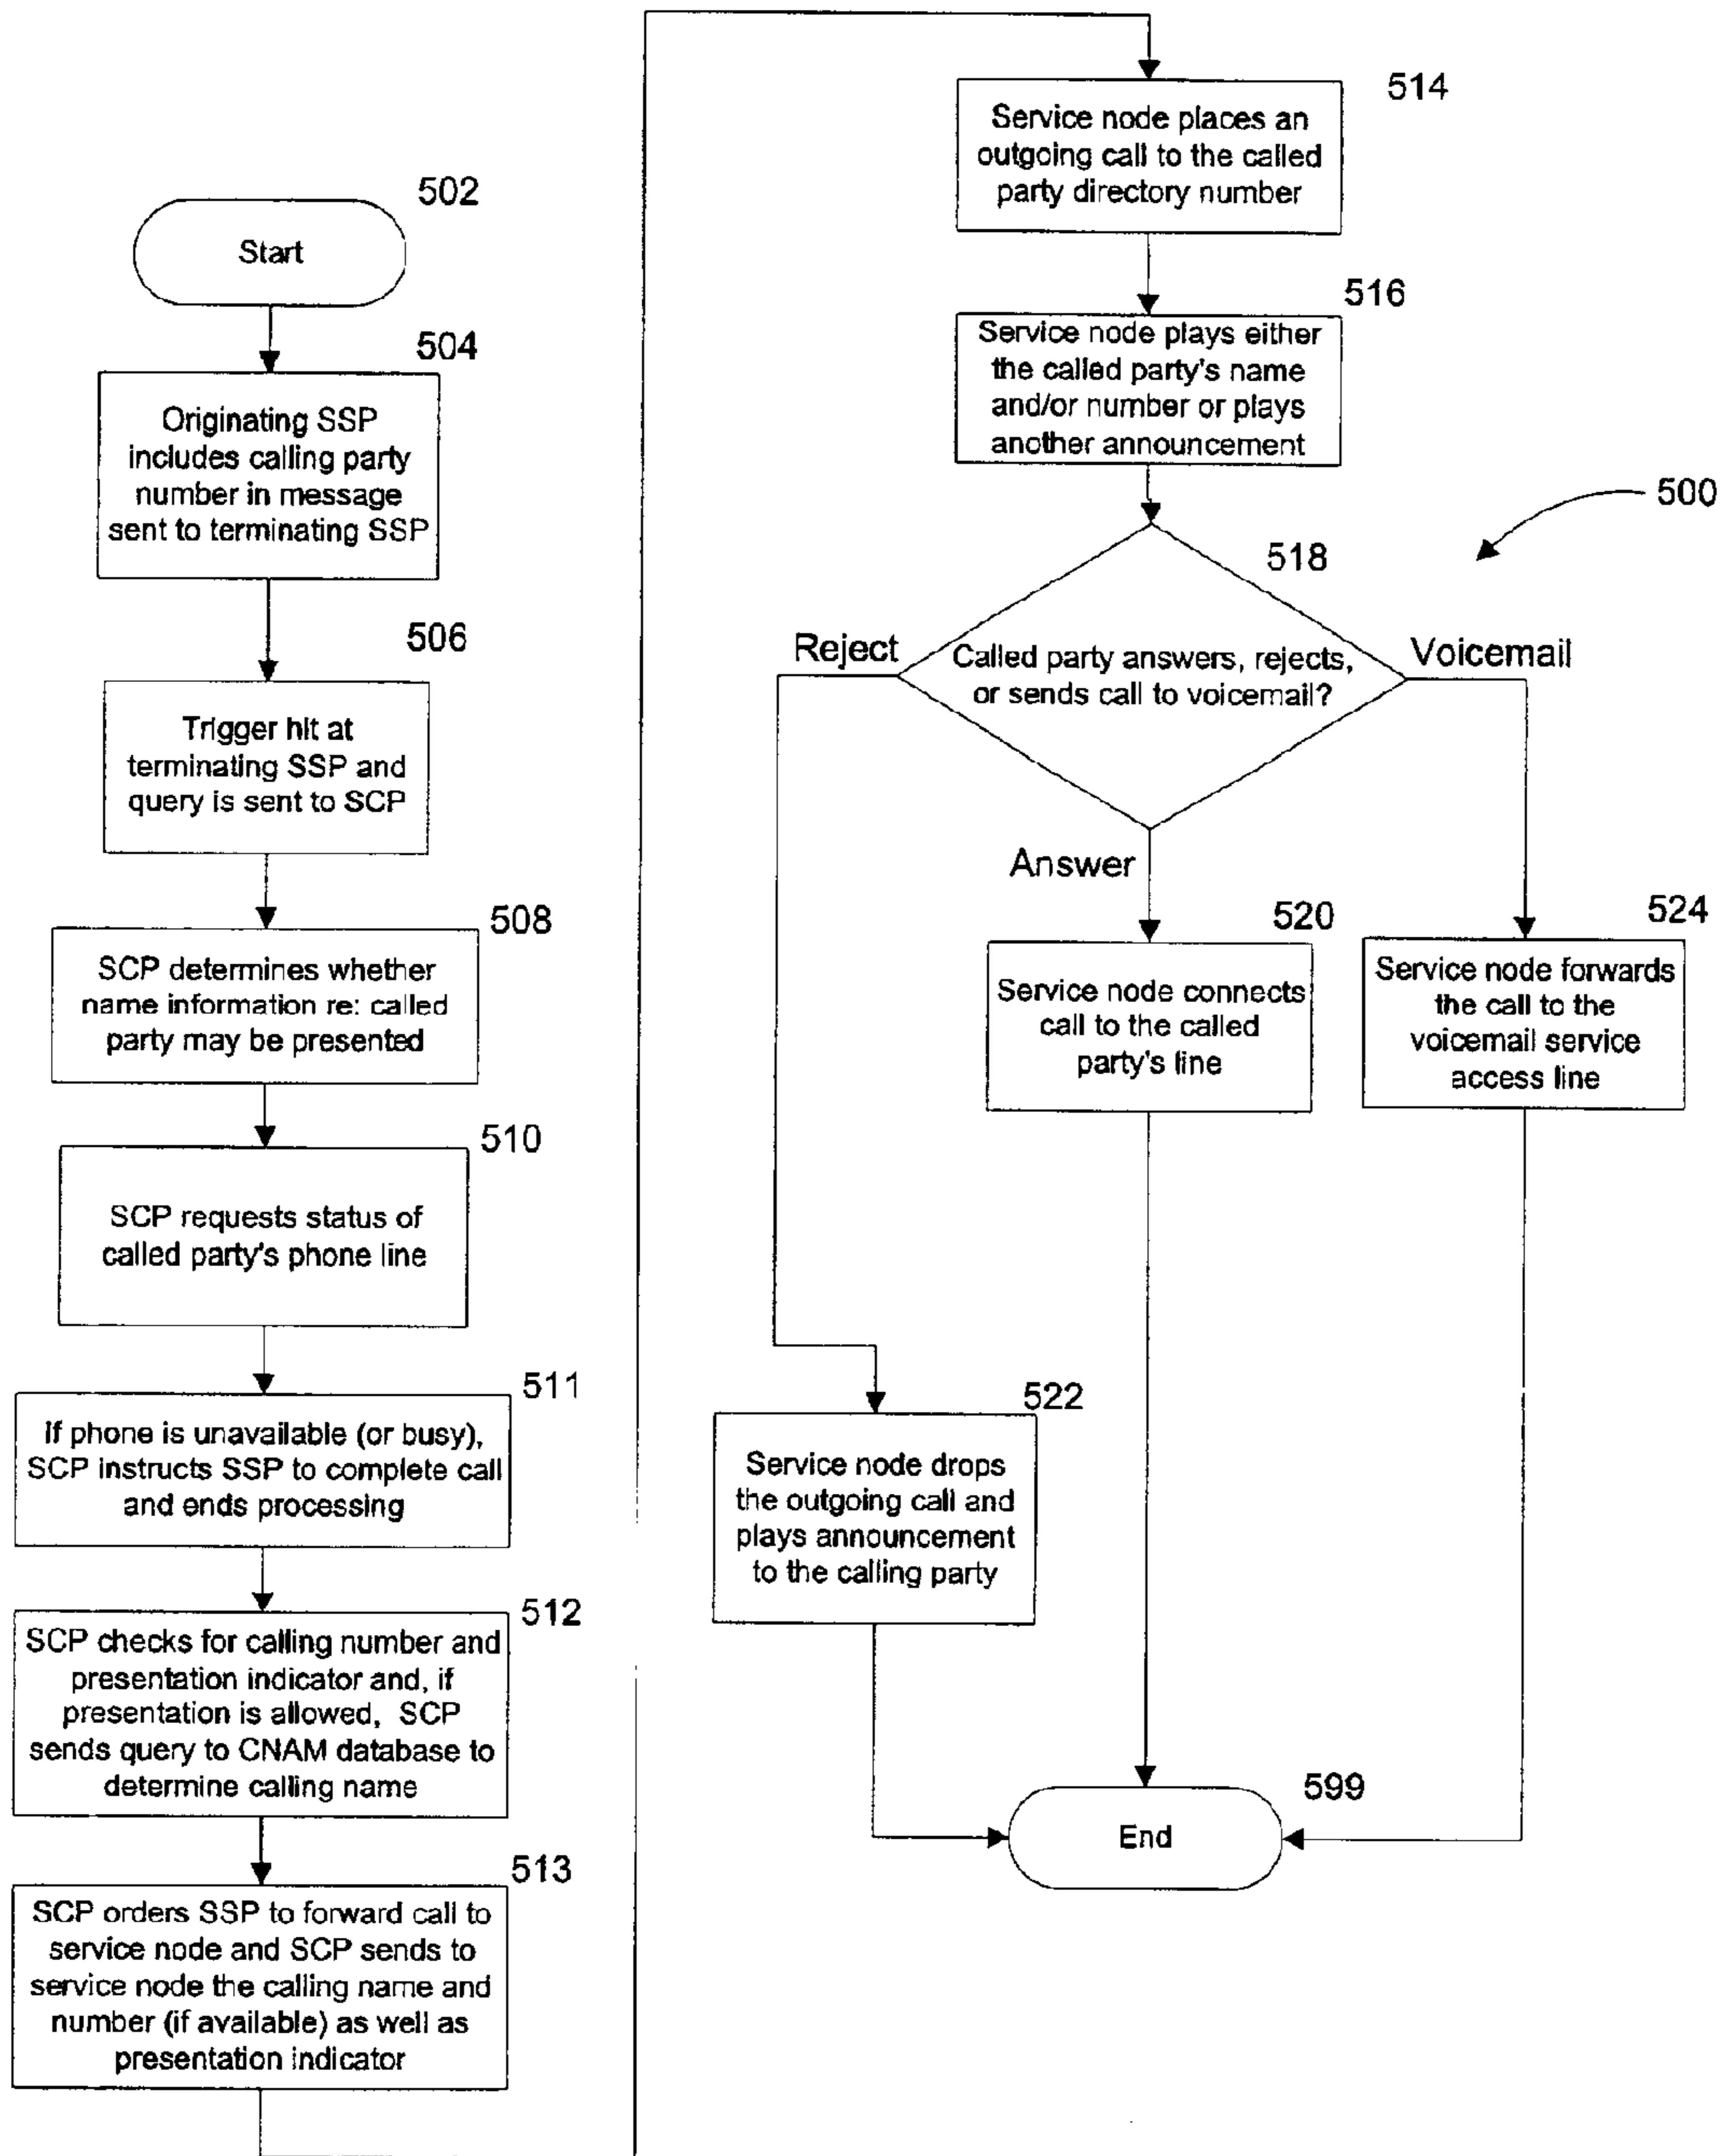 502
Start
504
Originating SSP
includes calling party
number in message
sent to terminating SSP
506
Trigger hit at
terminating SSP and
query is sent to SCP
508
SCP determines whether
name information re: called
party may be presented
510
SCP requests status of
called party's phone line
511
If phone is unavailable (or busy),
SCP instructs SSP to complete call
and ends processing
512
SCP checks for calling number and
presentation indicator and, if
presentation is allowed, SCP
sends query to CNAM database to
determine calling name
513
SCP orders SSP to forward call to
service node and SCP sends to
service node the calling name and
number (if available) as well as
presentation indicator
514
Service node places an
outgoing call to the called
party directory number
516
Service node plays either
the called party's name
and/or number or plays
another announcement
500
518
Called party answers, rejects,
or sends call to voicemail?
Reject
Voicemail
Answer
520
Service node connects
call to the called
party's line
524
Service node forwards
the call to the
voicemail service
access line
522
Service node drops
the outgoing call and
plays announcement
to the calling party
599
End